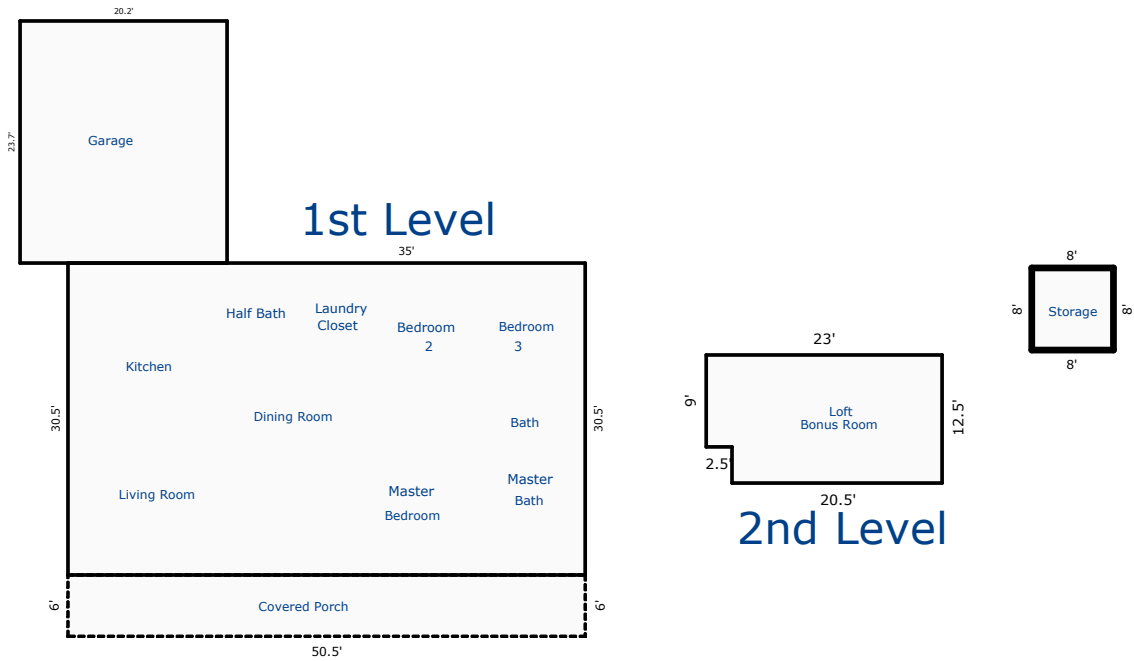 20.2'
23.7'
Garage
1st Level
35'
Half Bath
Laundry
Closet
Bedroom
2
Bedroom
3
Kitchen
30.5'
Dining Room
30.5'
Bath
Living Room
Master
Bedroom
Master
Bath
6'
Covered Porch
6'
50.5'
23'
9'
Loft
Bonus Room
12.5'
2.5'
20.5'
2nd Level
8'
8'
Storage
8'
8'